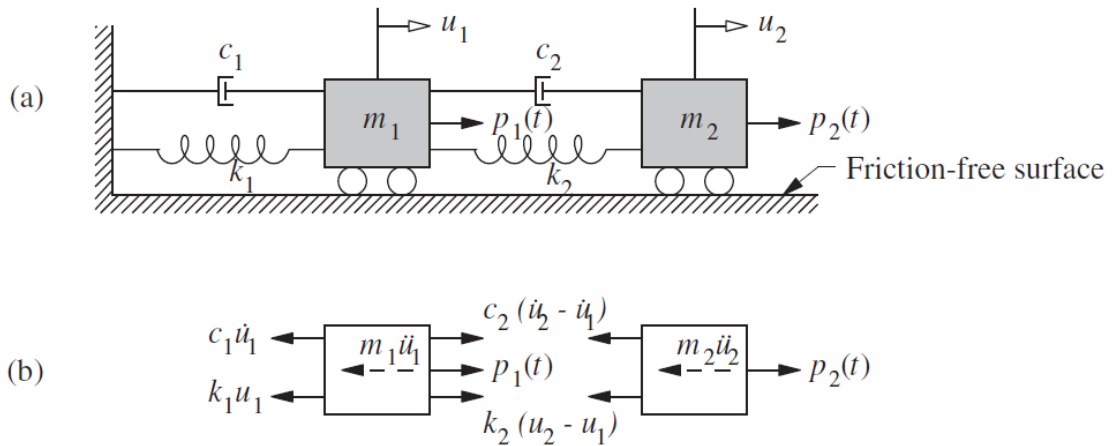 (a)
u₁
u₂
c₁
c₂
m₁
p₁(t)
m₂
p₂(t)
k₁
k₂
Friction-free surface
(b)
c₁u̇₁
c₂(u̇₂ - u̇₁)
m₁ü₁
p₁(t)
m₂ü₂
p₂(t)
k₁u₁
k₂(u₂ - u₁)